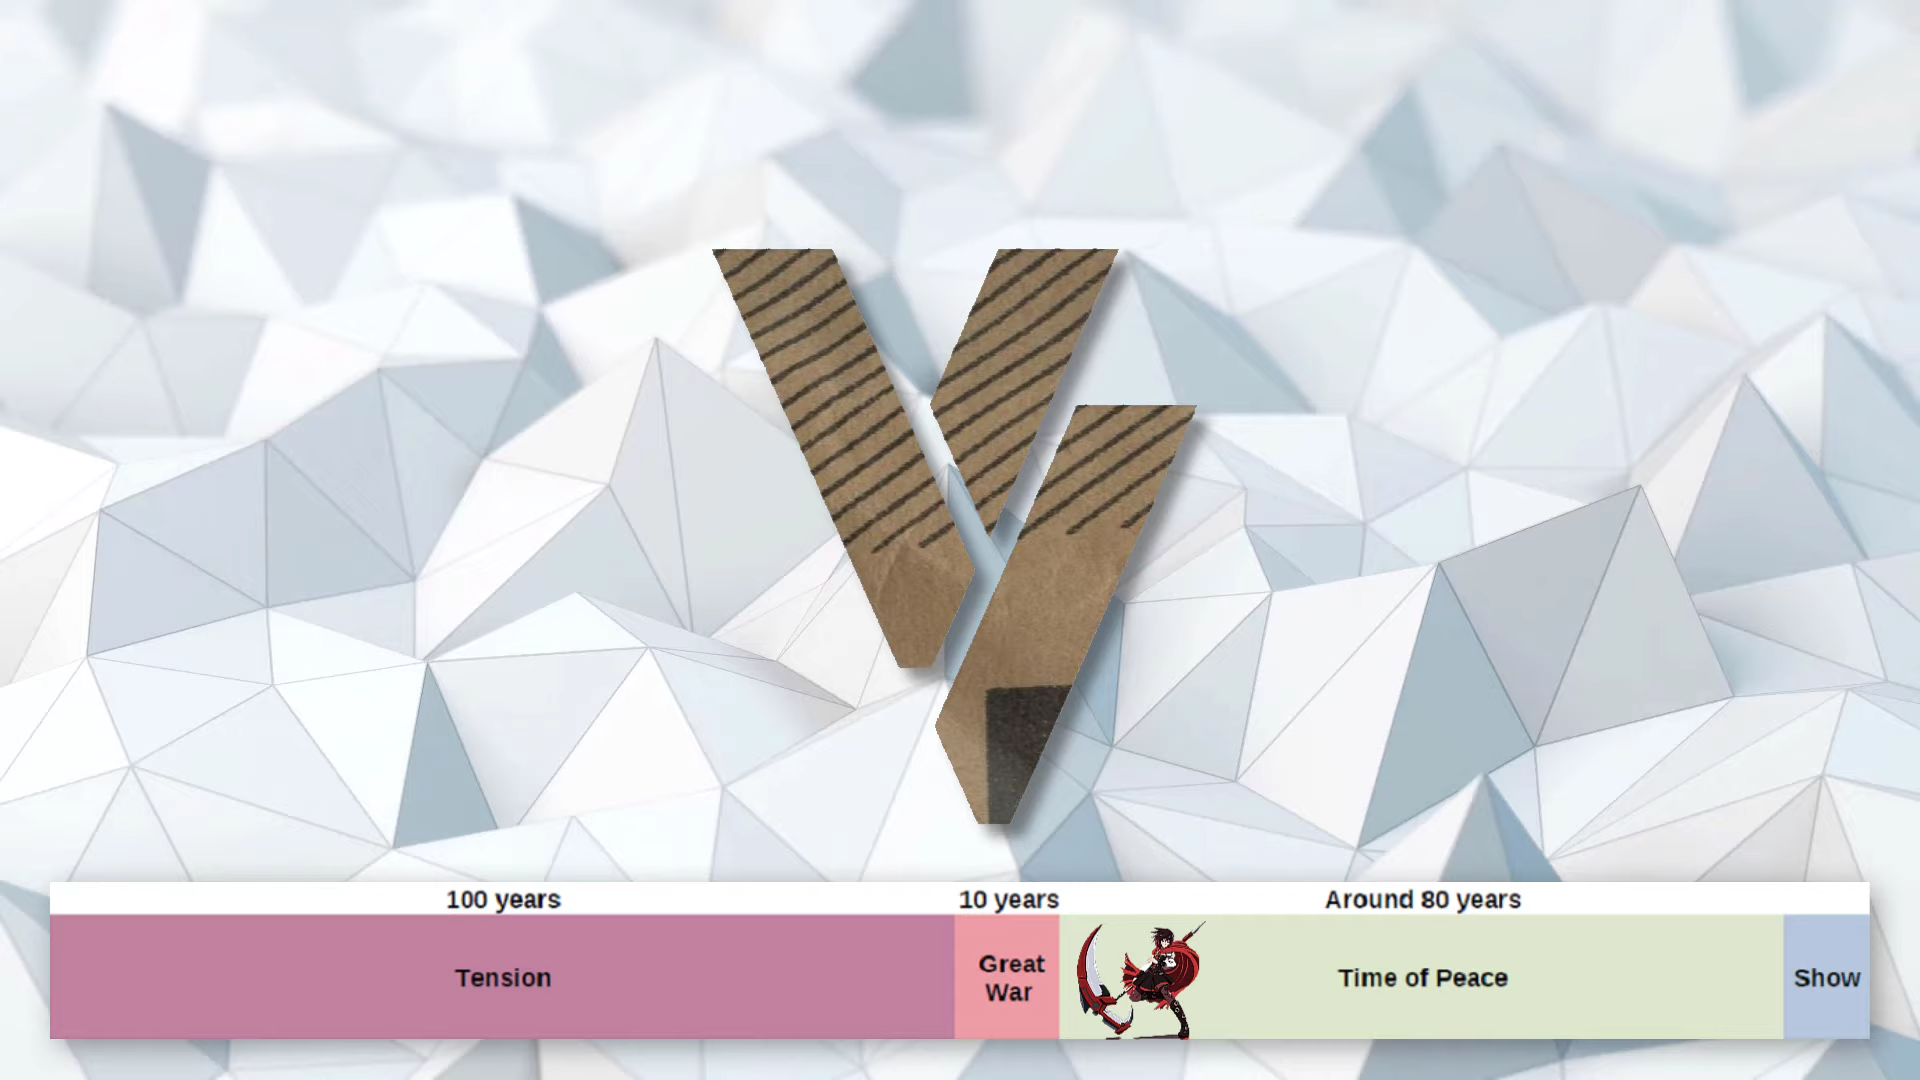 100 years
10 years
Around 80 years
Tension
Great
War
Time of Peace
Show